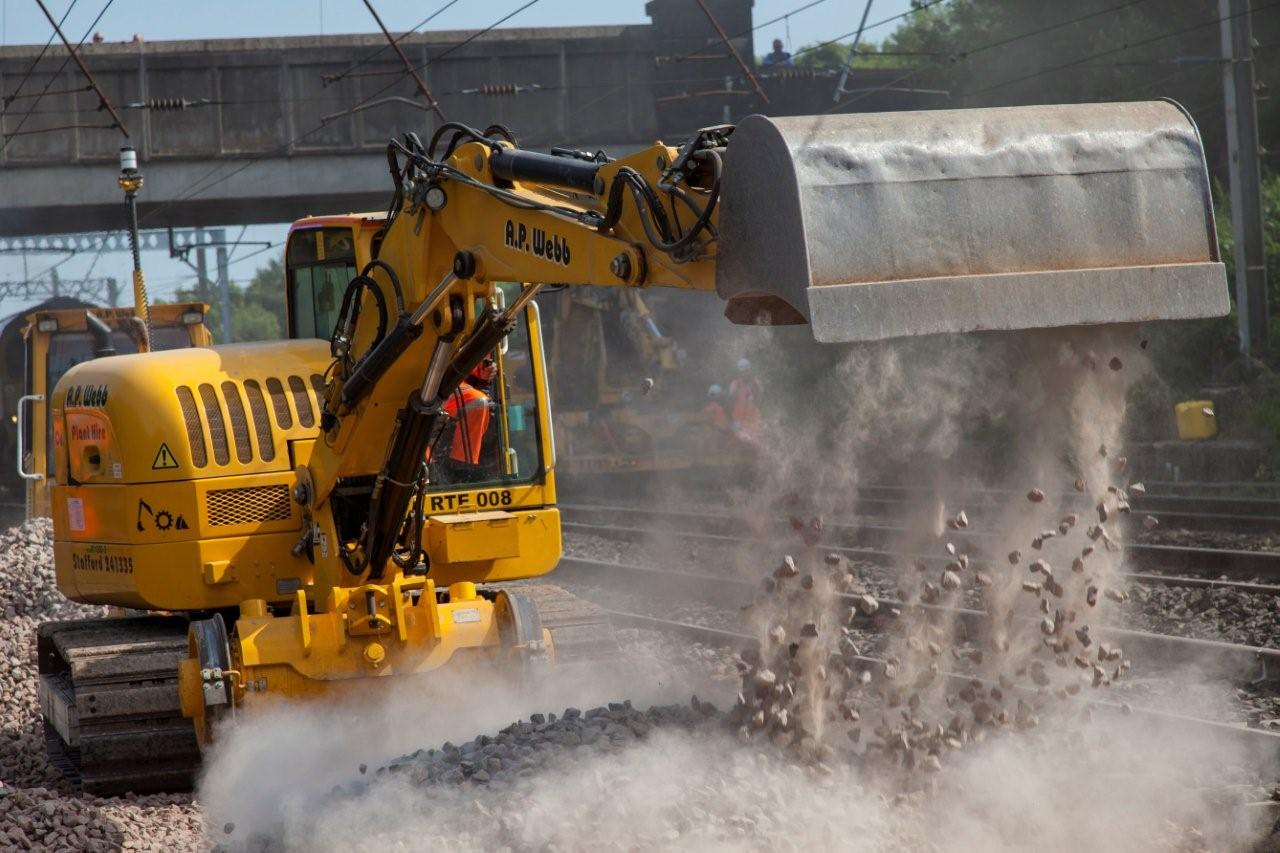 A.P. Webb
A.P. Webb
Plant Hire
RTE 008
Stafford 241335